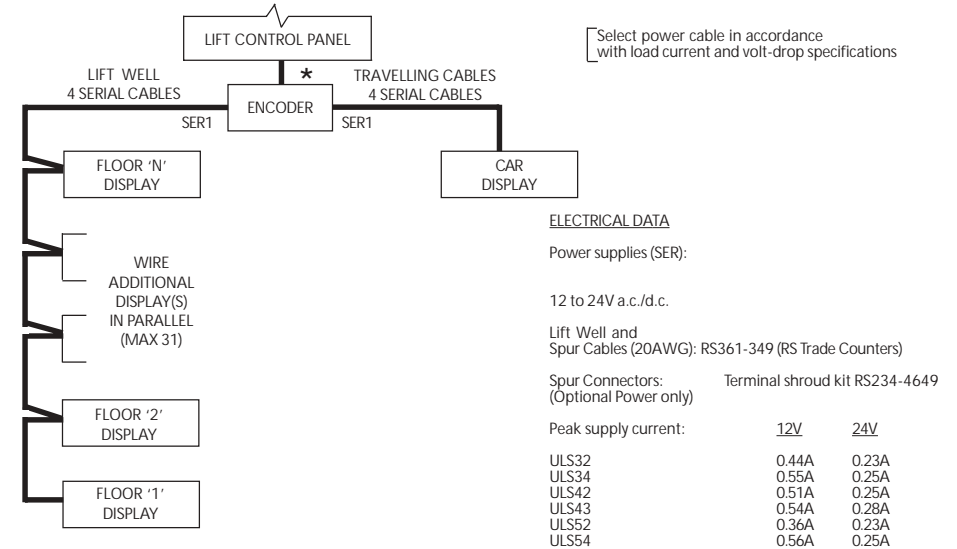 LIFT CONTROL PANEL
Select power cable in accordance
with load current and volt-drop specifications
*
LIFT WELL
4 SERIAL CABLES
TRAVELLING CABLES
4 SERIAL CABLES
ENCODER
SER1
SER1
FLOOR 'N'
DISPLAY
CAR
DISPLAY
WIRE
ADDITIONAL
DISPLAY(S)
IN PARALLEL
(MAX 31)
FLOOR '2'
DISPLAY
FLOOR '1'
DISPLAY
ELECTRICAL DATA
Power supplies (SER):
12 to 24V a.c./d.c.
Lift Well and
Spur Cables (20AWG): RS361-349 (RS Trade Counters)
Spur Connectors: Terminal shroud kit RS234-4649
(Optional Power only)
Peak supply current: 12V 24V
ULS32 0.44A 0.23A
ULS34 0.55A 0.25A
ULS42 0.51A 0.25A
ULS43 0.54A 0.28A
ULS52 0.36A 0.23A
ULS54 0.56A 0.25A